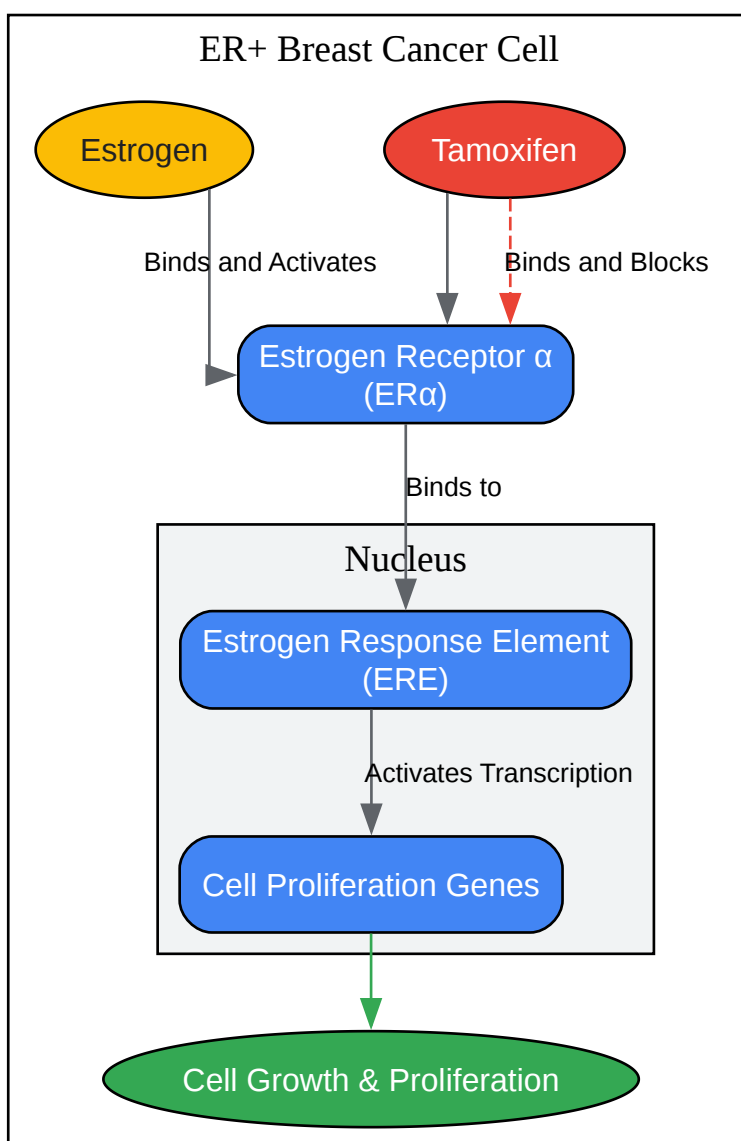 ER+ Breast Cancer Cell
Estrogen
Tamoxifen
Binds and Activates
Binds and Blocks
Estrogen Receptor α
(ERα)
Binds to
Nucleus
Estrogen Response Element
(ERE)
Activates Transcription
Cell Proliferation Genes
Cell Growth & Proliferation